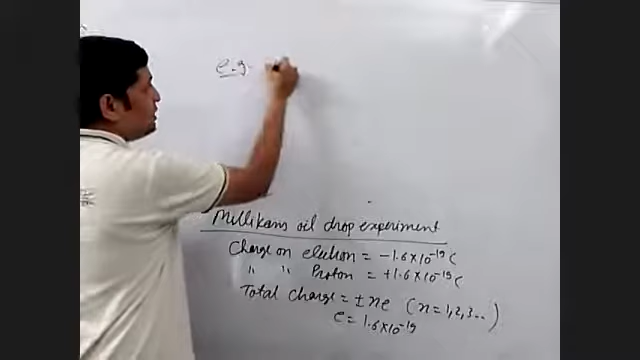 e.g.
Millikans oil drop experiment
Charge on electron = -1.6×10⁻¹⁹ C
" " Proton = +1.6×10⁻¹⁹ C
Total Charge = ± ne (n = 1,2,3...)
e = 1.6×10⁻¹⁹